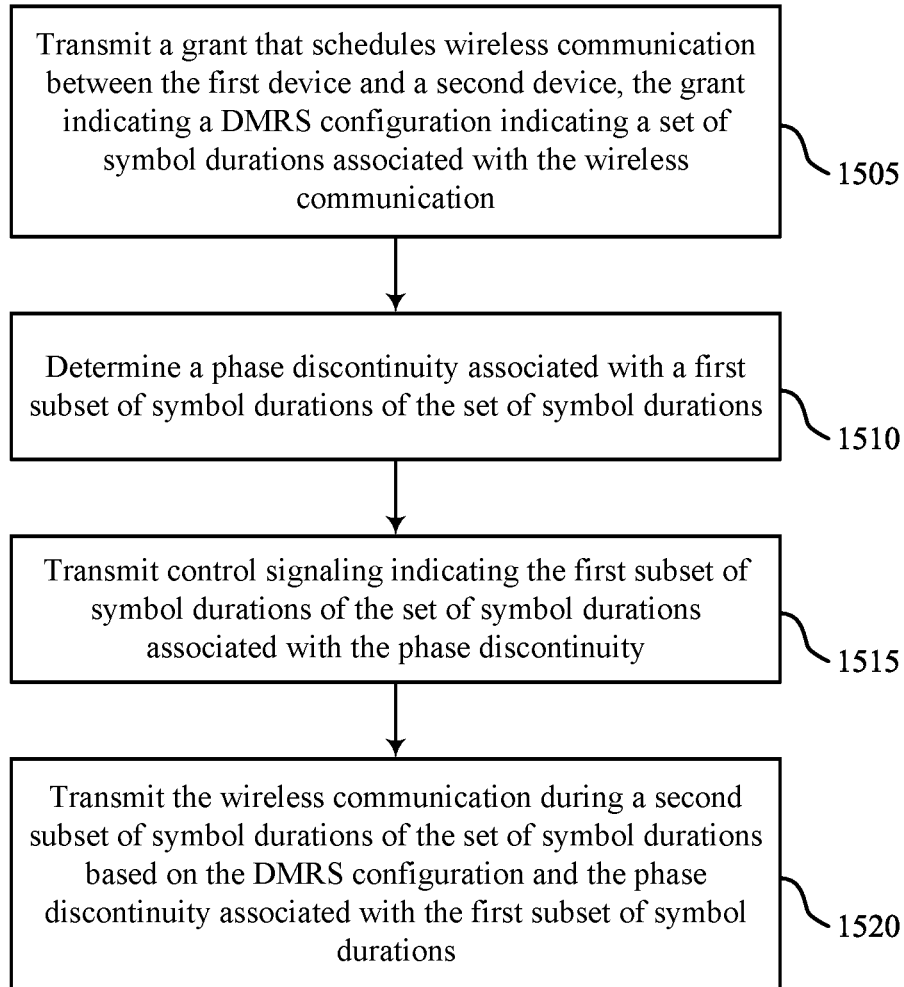 Transmit a grant that schedules wireless communication
between the first device and a second device, the grant
indicating a DMRS configuration indicating a set of
symbol durations associated with the wireless
communication
1505
Determine a phase discontinuity associated with a first
subset of symbol durations of the set of symbol durations
1510
Transmit control signaling indicating the first subset of
symbol durations of the set of symbol durations
associated with the phase discontinuity
1515
Transmit the wireless communication during a second
subset of symbol durations of the set of symbol durations
based on the DMRS configuration and the phase
discontinuity associated with the first subset of symbol
durations
1520